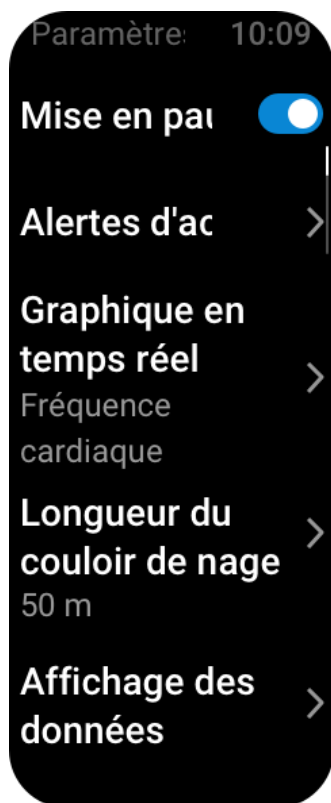 Paramètre
10:09
Mise en pau
Alertes d'ac
Graphique en
temps réel
Fréquence
cardiaque
Longueur du
couloir de nage
50 m
Affichage des
données